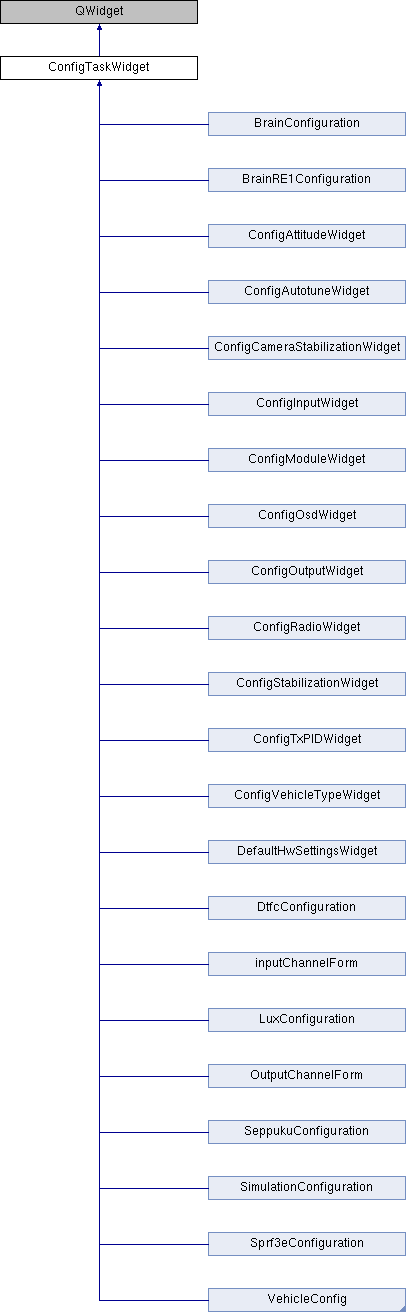 QWidget
ConfigTaskWidget
BrainConfiguration
BrainRE1Configuration
ConfigAttitudeWidget
ConfigAutotuneWidget
ConfigCameraStabilizationWidget
ConfigInputWidget
ConfigModuleWidget
ConfigOsdWidget
ConfigOutputWidget
ConfigRadioWidget
ConfigStabilizationWidget
ConfigTxPIDWidget
ConfigVehicleTypeWidget
DefaultHwSettingsWidget
DtfcConfiguration
inputChannelForm
LuxConfiguration
OutputChannelForm
SeppukuConfiguration
SimulationConfiguration
Sprf3eConfiguration
VehicleConfig